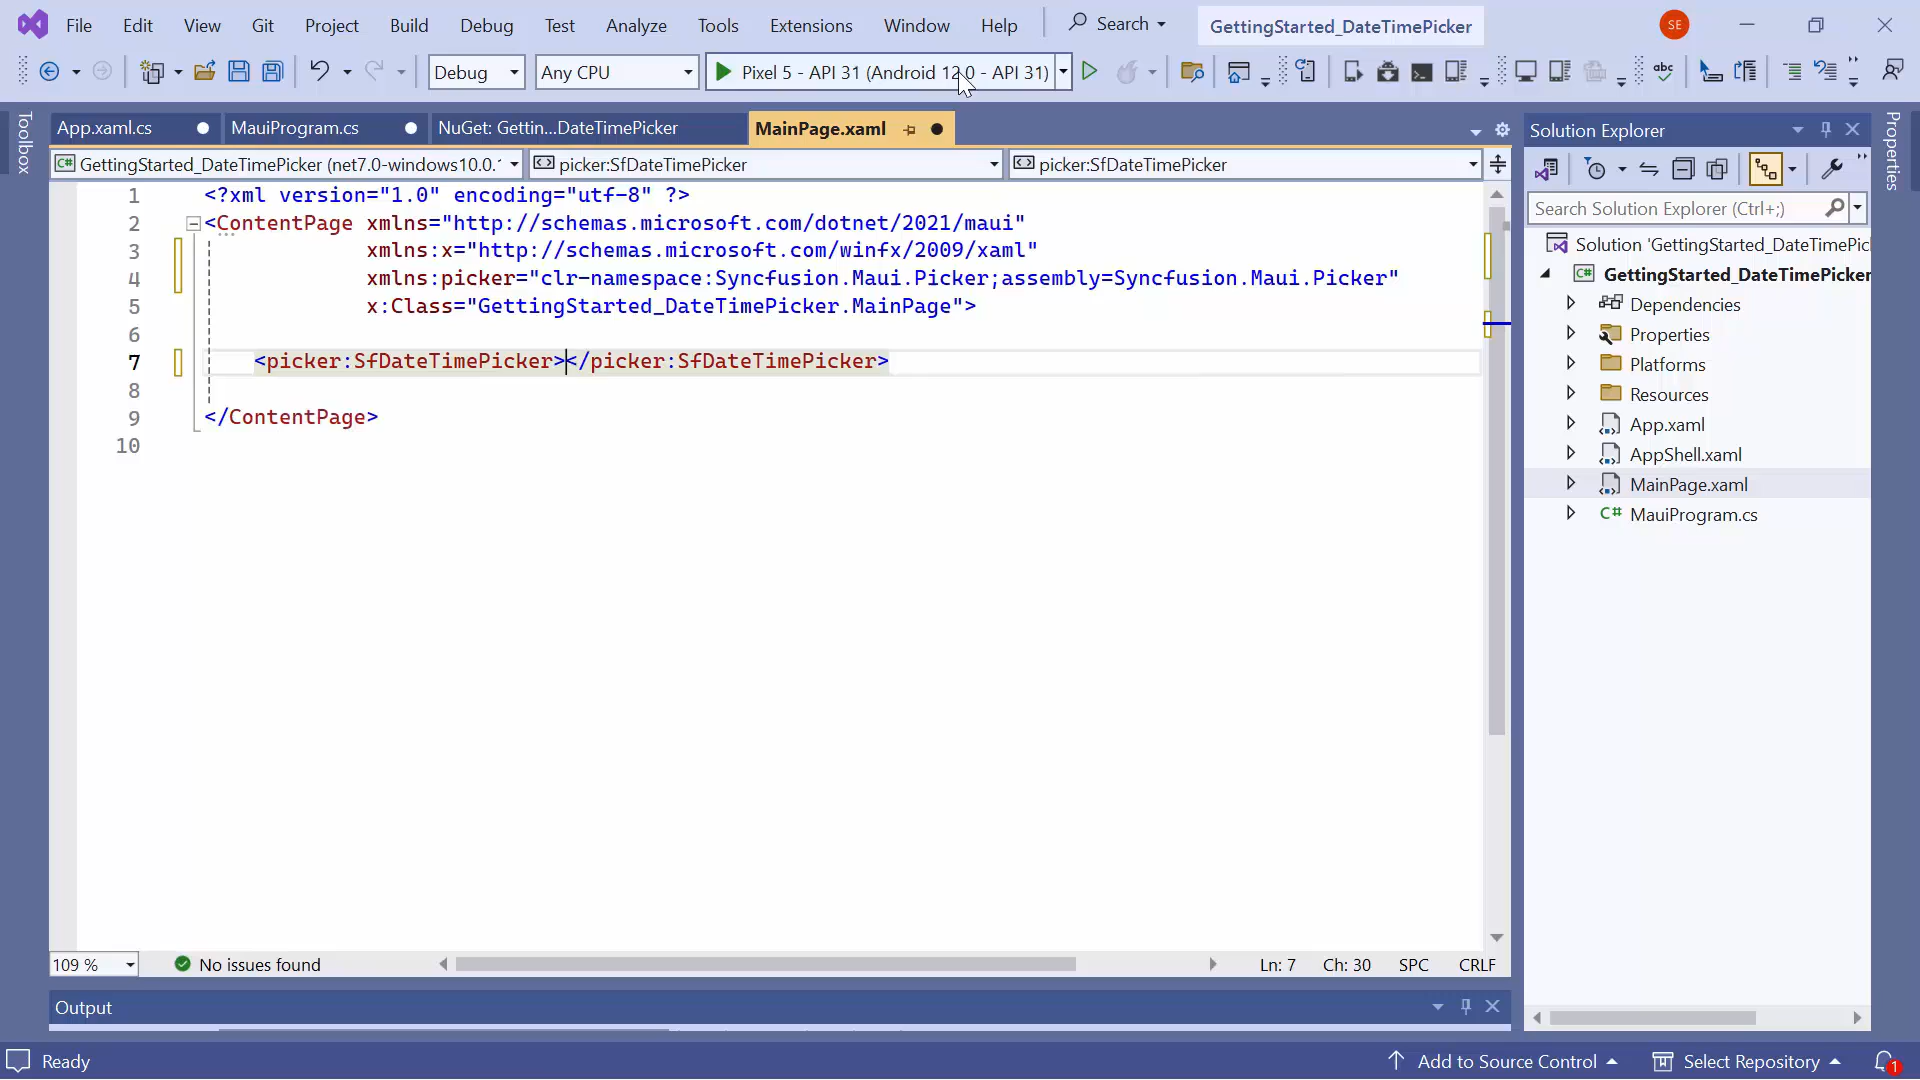 File Edit View Git Project Build Debug Test Analyze Tools Extensions Window Help Search GettingStarted_DateTimePicker SE
Debug Any CPU Pixel 5 - API 31 (Android 12.0 - API 31)
Toolbox
App.xaml.cs MauiProgram.cs NuGet: Gettin...DateTimePicker MainPage.xaml
GettingStarted_DateTimePicker (net7.0-windows10.0. picker:SfDateTimePicker picker:SfDateTimePicker
1 <?xml version="1.0" encoding="utf-8" ?>
2 <ContentPage xmlns="http://schemas.microsoft.com/dotnet/2021/maui"
3 xmlns:x="http://schemas.microsoft.com/winfx/2009/xaml"
4 xmlns:picker="clr-namespace:Syncfusion.Maui.Picker;assembly=Syncfusion.Maui.Picker"
5 x:Class="GettingStarted_DateTimePicker.MainPage">
6
7 <picker:SfDateTimePicker></picker:SfDateTimePicker>
8
9 </ContentPage>
10
109 % No issues found Ln: 7 Ch: 30 SPC CRLF
Output
Solution Explorer
Search Solution Explorer (Ctrl+;)
Solution 'GettingStarted_DateTimePic
GettingStarted_DateTimePicker
Dependencies
Properties
Platforms
Resources
App.xaml
AppShell.xaml
MainPage.xaml
C# MauiProgram.cs
Properties
Ready Add to Source Control Select Repository 1